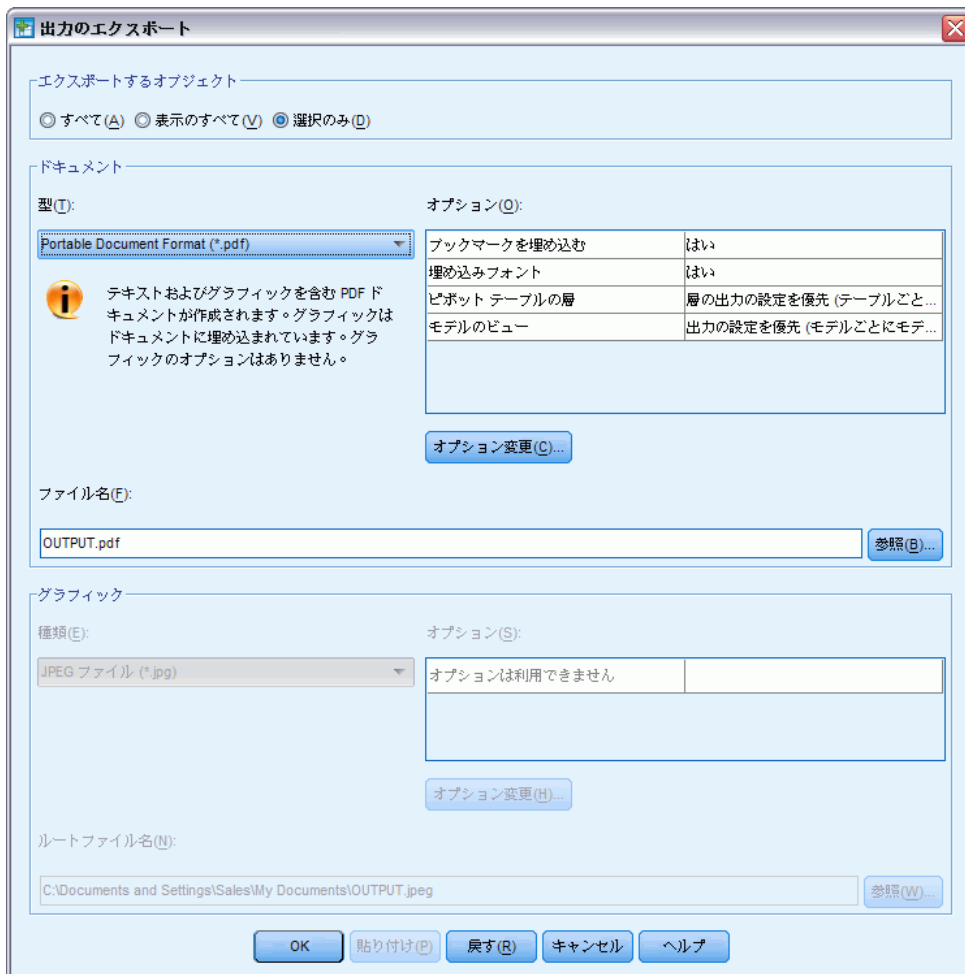 出力のエクスポート
エクスポートするオブジェクト
すべて(A) 表示のすべて(V) 選択のみ(D)
ドキュメント
型(T):
Portable Document Format (*.pdf)
テキストおよびグラフィックを含む PDF ド
キュメントが作成されます。グラフィックは
ドキュメントに埋め込まれています。グラ
フィックのオプションはありません。
オプション(O):
ブックマークを埋め込む はい
埋め込みフォント はい
ピボット テーブルの層 層の出力の設定を優先 (テーブルごと...
モデルのビュー 出力の設定を優先 (モデルごとにモデ...
オプション変更(C)...
ファイル名(F):
OUTPUT.pdf 参照(B)...
グラフィック
種類(E):
JPEG ファイル (*.jpg)
オプション(S):
オプションは利用できません
オプション変更(H)...
ルートファイル名(N):
C:\Documents and Settings\Sales\My Documents\OUTPUT.jpeg 参照(W)...
OK 貼り付け(P) 戻す(R) キャンセル ヘルプ